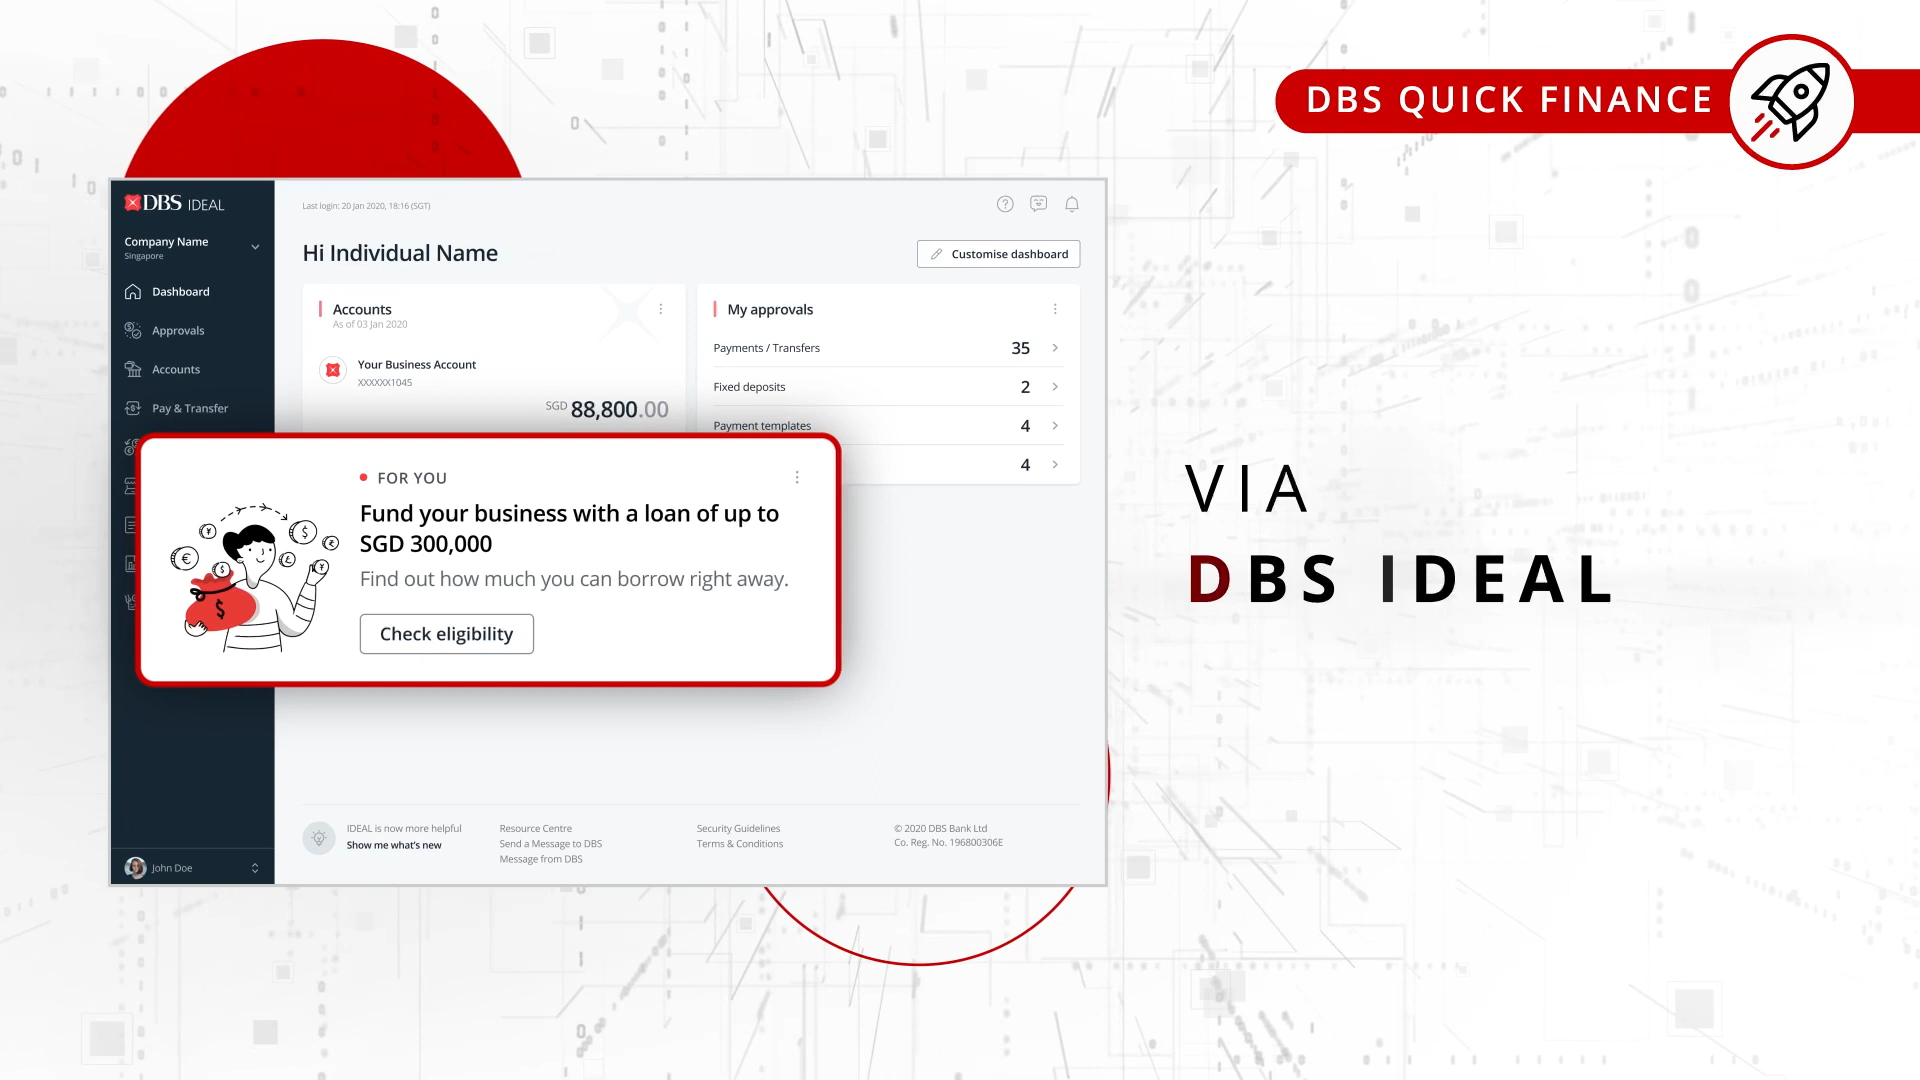 DBS QUICK FINANCE
DBS IDEAL
Company Name
Singapore
Dashboard
Approvals
Accounts
Pay & Transfer
John Doe
Last login: 20 Jan 2020, 18:16 (SGT)
Hi Individual Name
Customise dashboard
Accounts
As of 03 Jan 2020
Your Business Account
XXXXXX1045
SGD 88,800.00
My approvals
Payments / Transfers 35
Fixed deposits 2
Payment templates 4
4
FOR YOU
Fund your business with a loan of up to
SGD 300,000
Find out how much you can borrow right away.
Check eligibility
IDEAL is now more helpful
Show me what's new
Resource Centre
Send a Message to DBS
Message from DBS
Security Guidelines
Terms & Conditions
© 2020 DBS Bank Ltd
Co. Reg. No. 196800306E
VIA
DBS IDEAL